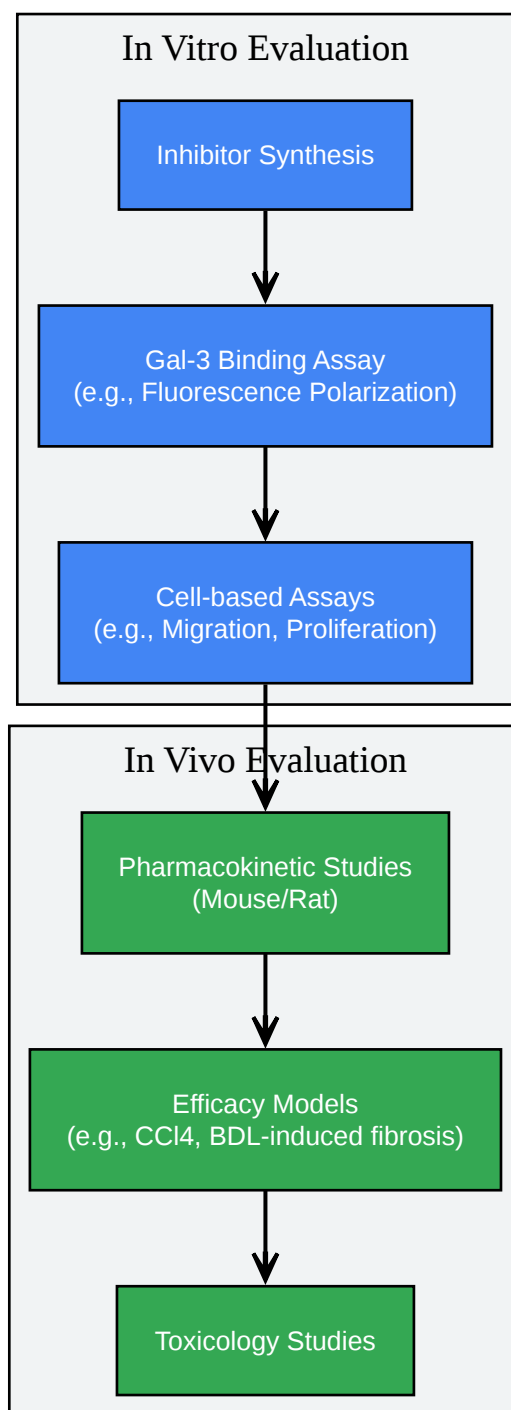 In Vitro Evaluation
Inhibitor Synthesis
Gal-3 Binding Assay
(e.g., Fluorescence Polarization)
Cell-based Assays
(e.g., Migration, Proliferation)
In Vivo Evaluation
Pharmacokinetic Studies
(Mouse/Rat)
Efficacy Models
(e.g., CCl4, BDL-induced fibrosis)
Toxicology Studies